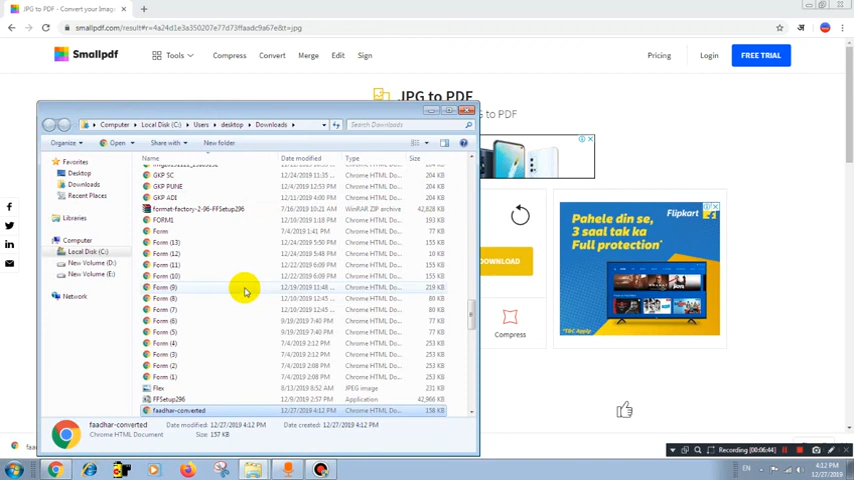 JPG to PDF - Convert your Imag
smallpdf.com/result#r=4a24d1e3a350217e77d73ffaadc9a67e&t=jpg
Smallpdf
Tools
Compress
Convert
Merge
Edit
Sign
Pricing
Login
FREE TRIAL
JPG to PDF
to PDF
Computer
Local Disk (C:)
Users
desktop
Downloads
Search Downloads
Organize
Open
Share with
New folder
Name
Date modified
Type
Size
Favorites
Desktop
Downloads
Recent Places
Libraries
Computer
Local Disk (C:)
New Volume (D:)
New Volume (E:)
Network
GKP SC 12/24/2019 11:35 ... Chrome HTML Do... 224 KB
GKP PUNE 12/4/2019 12:53 PM Chrome HTML Do...
GKP ADJ 12/11/2019 4:00 PM Chrome HTML Do...
format-factory-2-96-FFSetup296 7/16/2019 10:21 AM WinRAR ZIP archive 42,828 KB
FORM1 12/10/2019 1:18 PM Chrome HTML Do... 193 KB
Form 7/4/2019 1:41 PM Chrome HTML Do... 77 KB
Form (13) 12/24/2019 5:50 PM Chrome HTML Do... 155 KB
Form (12) 12/24/2019 5:08 PM Chrome HTML Do... 155 KB
Form (11) 12/22/2019 6:09 PM Chrome HTML Do... 155 KB
Form (10) 12/22/2019 6:09 PM Chrome HTML Do... 155 KB
Form (9) 12/19/2019 11:48 ... Chrome HTML Do... 219 KB
Form (8) 12/10/2019 12:45 ... Chrome HTML Do... 80 KB
Form (7) 12/10/2019 12:45 ... Chrome HTML Do... 80 KB
Form (6) 9/19/2019 3:07 PM Chrome HTML Do... 77 KB
Form (5) 9/19/2019 2:55 PM Chrome HTML Do... 77 KB
Form (4) 7/4/2019 2:12 PM Chrome HTML Do... 253 KB
Form (3) 7/4/2019 2:12 PM Chrome HTML Do... 253 KB
Form (2) 7/4/2019 2:08 PM Chrome HTML Do... 253 KB
Form (1) 7/4/2019 2:08 PM Chrome HTML Do... 253 KB
Flex 8/13/2019 8:52 AM JPEG image 231 KB
FFSetup296 12/9/2019 2:57 PM Application 42,966 KB
faadhar-converted 12/27/2019 4:12 PM Chrome HTML Do... 158 KB
faadhar-converted Date modified: 12/27/2019 4:12 PM Date created: 12/27/2019 4:12 PM
Chrome HTML Document Size: 157 KB
DOWNLOAD
Compress
Flipkart
Pahele din se,
3 saal tak ka
Full protection*
*T&C Apply
Recording [00:06:44]
EN
4:12 PM
12/27/2019